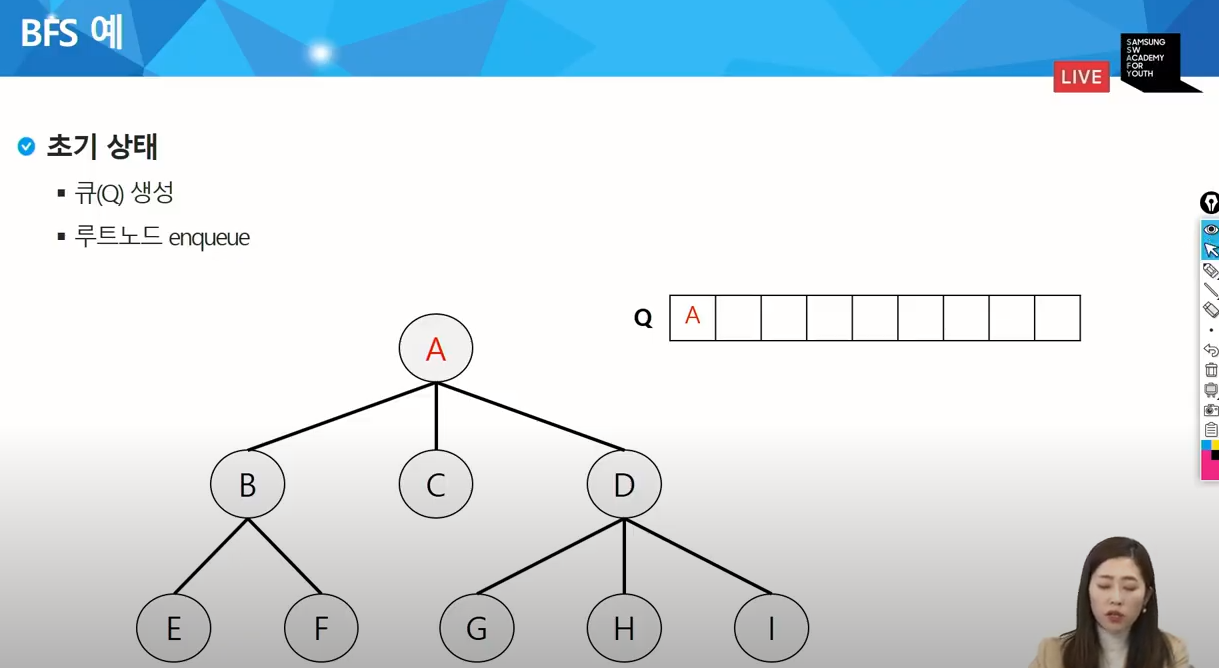 BFS 예
LIVE
SAMSUNG
SW
ACADEMY
FOR
YOUTH
초기 상태
▪ 큐(Q) 생성
▪ 루트노드 enqueue
Q A
A
B C D
E F G H I